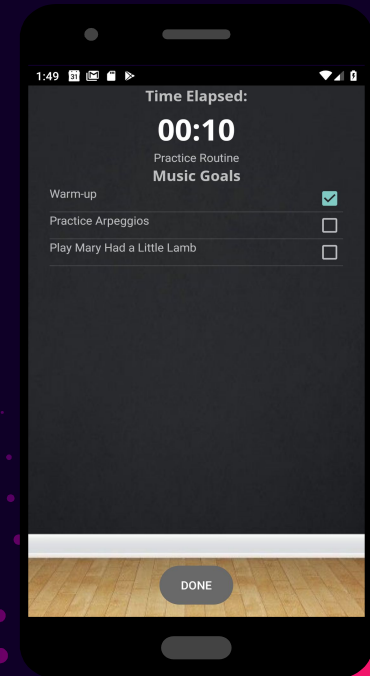 1:49
31
Time Elapsed:
00:10
Practice Routine
Music Goals
Warm-up
Practice Arpeggios
Play Mary Had a Little Lamb
DONE